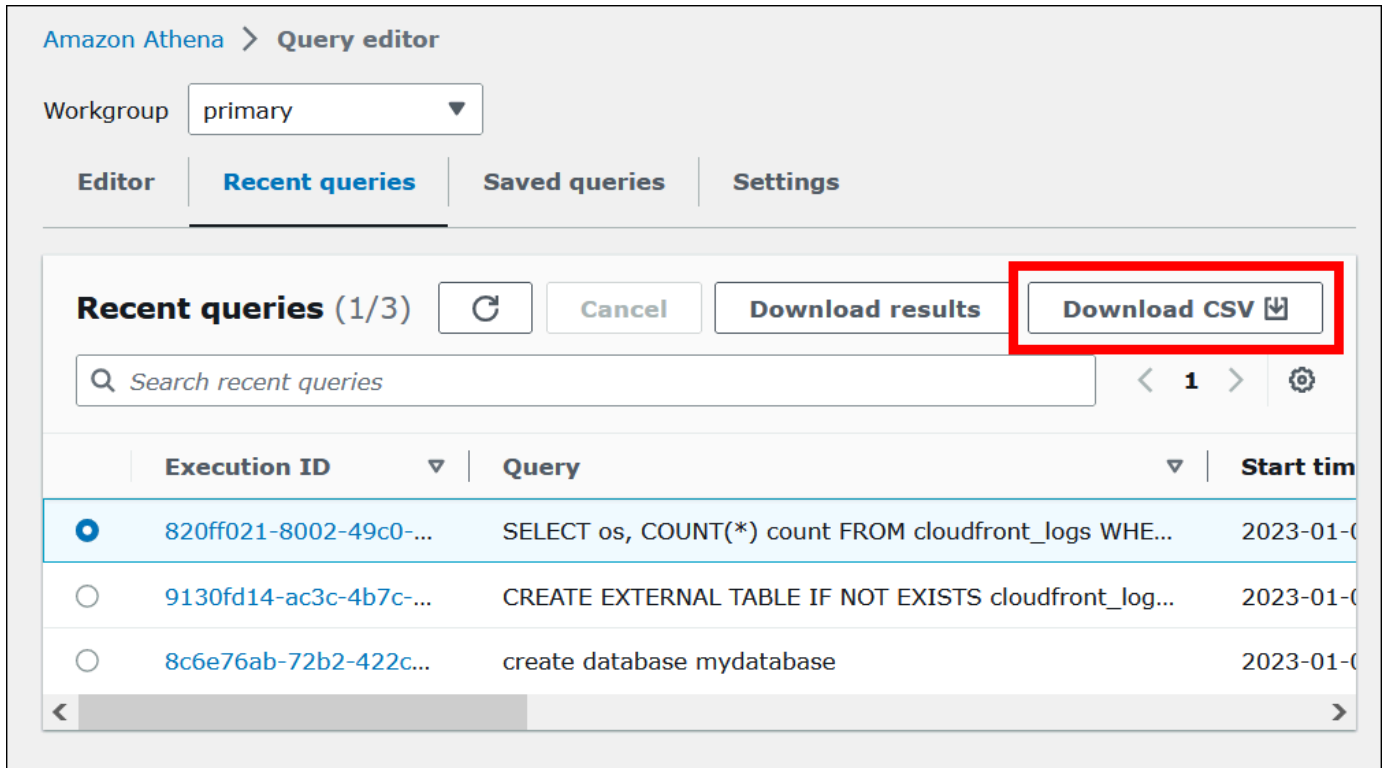 Amazon Athena > Query editor
Workgroup primary
Editor Recent queries Saved queries Settings
Recent queries (1/3) Cancel Download results Download CSV
Search recent queries < 1 >
Execution ID Query Start tim
820ff021-8002-49c0-... SELECT os, COUNT(*) count FROM cloudfront_logs WHE... 2023-01-0
9130fd14-ac3c-4b7c-... CREATE EXTERNAL TABLE IF NOT EXISTS cloudfront_log... 2023-01-0
8c6e76ab-72b2-422c... create database mydatabase 2023-01-0